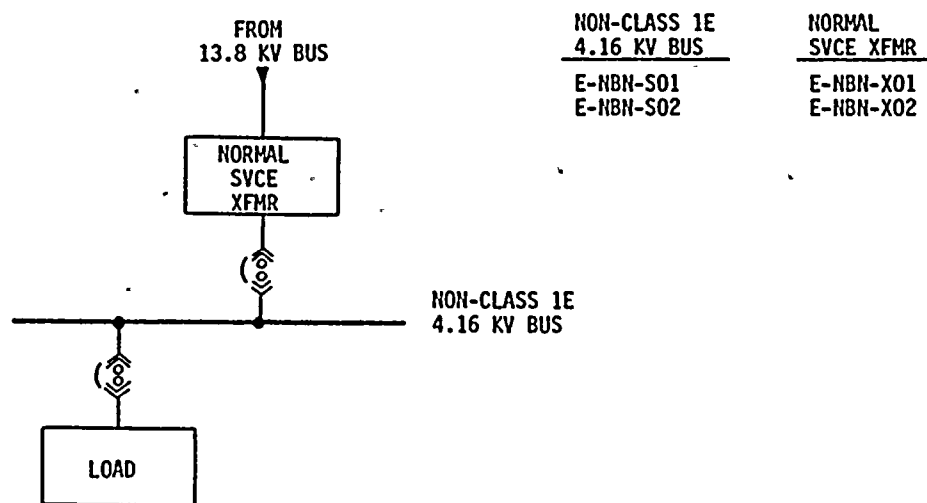 FROM
13.8 KV BUS
NORMAL
SVCE
XFMR
NON-CLASS 1E
4.16 KV BUS
LOAD
NON-CLASS 1E
4.16 KV BUS
E-NBN-S01
E-NBN-S02
NORMAL
SVCE XFMR
E-NBN-X01
E-NBN-X02